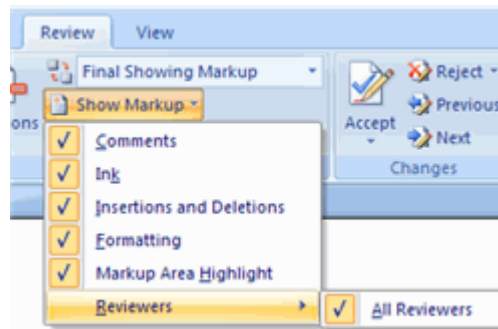 Review View
Final Showing Markup
Reject
Show Markup
Previous
ons
Accept
Next
Comments
Changes
Ink
Insertions and Deletions
Formatting
Markup Area Highlight
Reviewers
All Reviewers